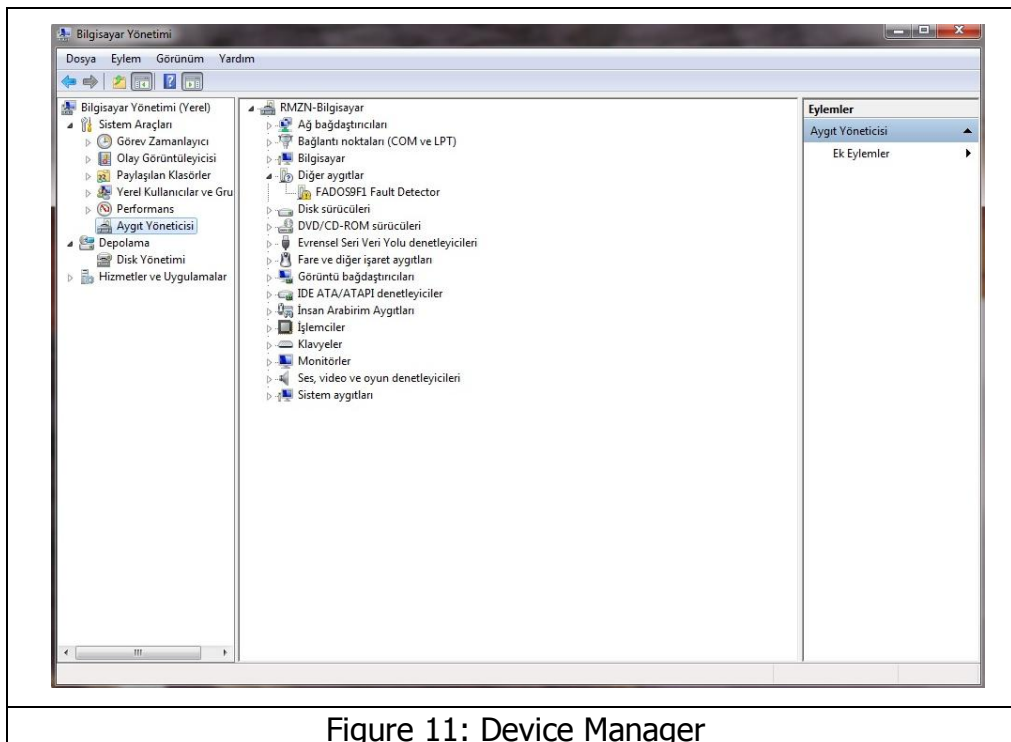 Bilgisayar Yönetimi
Dosya Eylem Görünüm Yardım
Bilgisayar Yönetimi (Yerel)
Sistem Araçları
Görev Zamanlayıcı
Olay Görüntüleyicisi
Paylaşılan Klasörler
Yerel Kullanıcılar ve Gru
Performans
Aygıt Yöneticisi
Depolama
Disk Yönetimi
Hizmetler ve Uygulamalar
RMZN-Bilgisayar
Ağ bağdaştırıcıları
Bağlantı noktaları (COM ve LPT)
Bilgisayar
Diğer aygıtlar
FADOS9F1 Fault Detector
Disk sürücüleri
DVD/CD-ROM sürücüleri
Evrensel Seri Veri Yolu denetleyicileri
Fare ve diğer işaret aygıtları
Görüntü bağdaştırıcıları
IDE ATA/ATAPI denetleyiciler
İnsan Arabirim Aygıtları
İşlemciler
Klavyeler
Monitörler
Ses, video ve oyun denetleyicileri
Sistem aygıtları
Eylemler
Aygıt Yöneticisi
Ek Eylemler
Figure 11: Device Manager